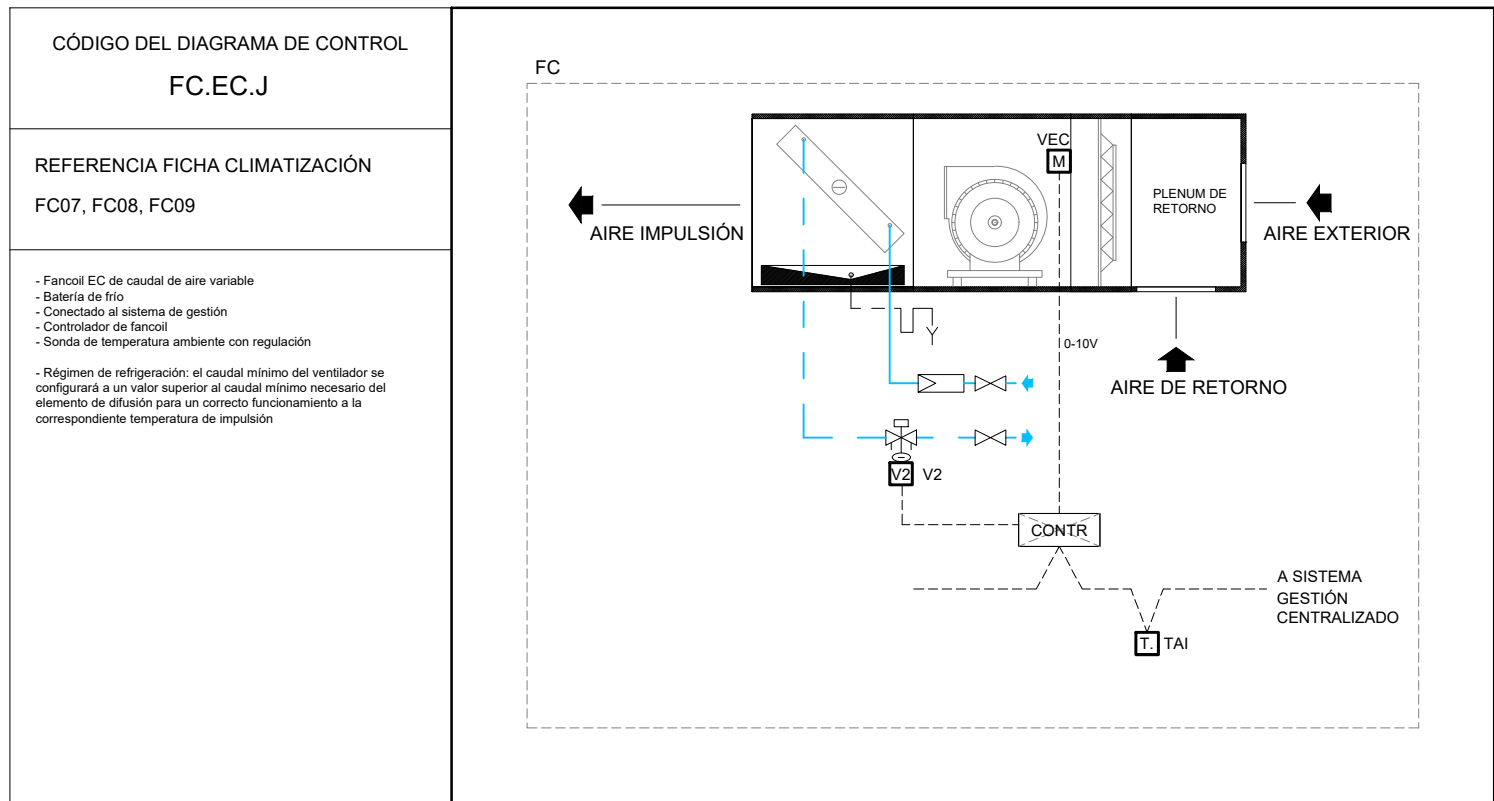 CÓDIGO DEL DIAGRAMA DE CONTROL
FC.EC.J
REFERENCIA FICHA CLIMATIZACIÓN
FC07, FC08, FC09
- Fancoil EC de caudal de aire variable
- Batería de frío
- Conectado al sistema de gestión
- Controlador de fancoil
- Sonda de temperatura ambiente con regulación
- Régimen de refrigeración: el caudal mínimo del ventilador se
configurará a un valor superior al caudal mínimo necesario del
elemento de difusión para un correcto funcionamiento a la
correspondiente temperatura de impulsión
FC
VEC
M
PLENUM DE
RETORNO
AIRE IMPULSIÓN
AIRE EXTERIOR
0-10V
AIRE DE RETORNO
V2 V2
CONTR
A SISTEMA
GESTIÓN
CENTRALIZADO
T. TAI